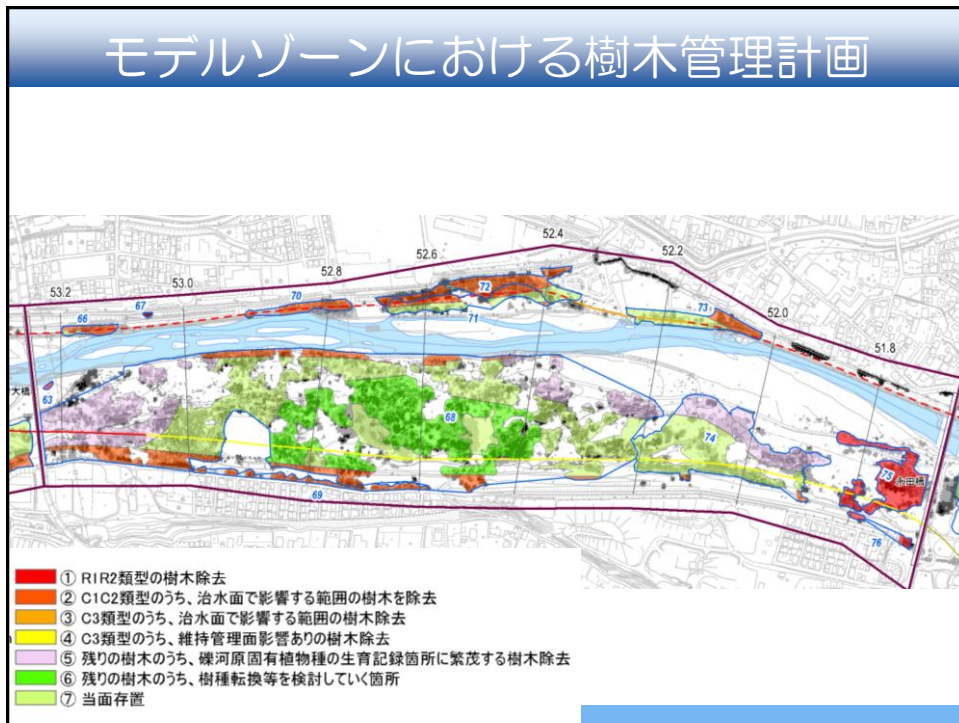 モデルゾーンにおける樹木管理計画
52.4
52.6
52.2
52.8
53.0
53.2
52.0
51.8
67
66
70
72
71
73
大橋
63
68
74
75
69
76
① R1R2類型の樹木除去
② C1C2類型のうち、治水面で影響する範囲の樹木を除去
③ C3類型のうち、治水面で影響する範囲の樹木除去
④ C3類型のうち、維持管理面影響ありの樹木除去
⑤ 残りの樹木のうち、礫河原固有植物種の生育記録箇所に繁茂する樹木除去
⑥ 残りの樹木のうち、樹種転換等を検討していく箇所
⑦ 当面存置